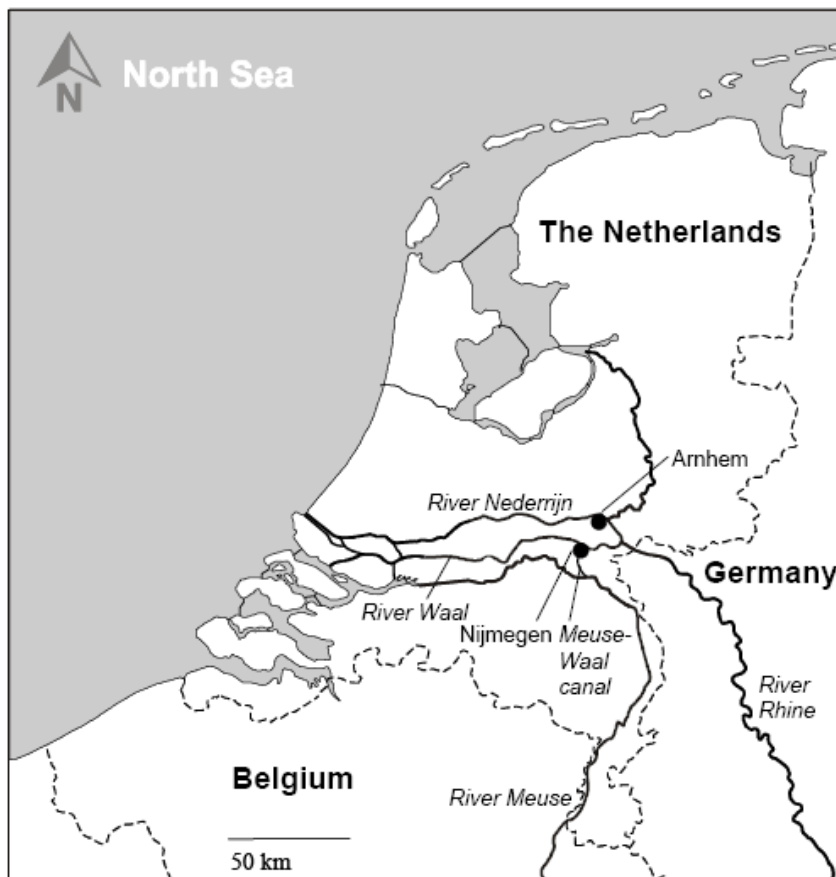 North Sea
N
The Netherlands
Arnhem
River Nederrijn
Germany
River Waal
Nijmegen
Meuse-
Waal
canal
River
Rhine
Belgium
River Meuse
50 km